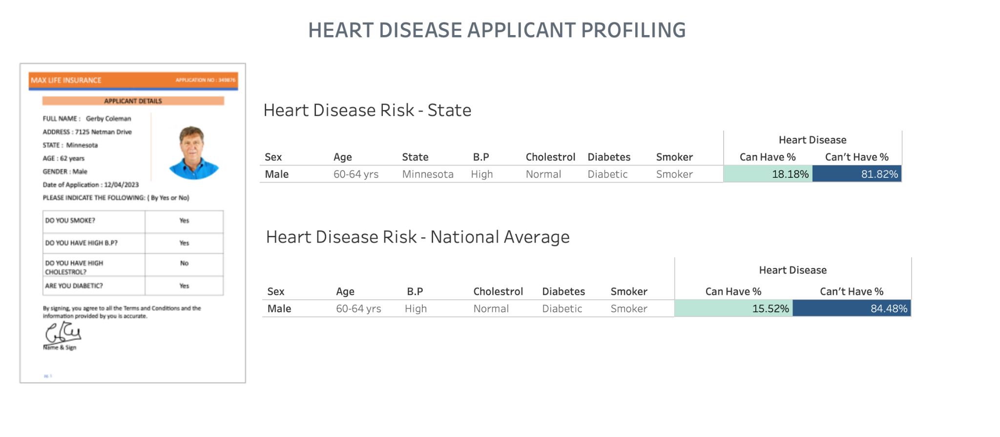 HEART DISEASE APPLICANT PROFILING
MAX LIFE INSURANCE APPLICATION NO : 349876
APPLICANT DETAILS
FULL NAME : Gerby Coleman
ADDRESS : 7125 Netman Drive
STATE : Minnesota
AGE : 62 years
GENDER : Male
Date of Application : 12/04/2023
PLEASE INDICATE THE FOLLOWING: ( By Yes or No)
DO YOU SMOKE? Yes
DO YOU HAVE HIGH B.P? Yes
DO YOU HAVE HIGH No
CHOLESTROL?
ARE YOU DIABETIC? Yes
By signing, you agree to all the Terms and Conditions and the
information provided by you is accurate.
Name & Sign
Heart Disease Risk - State
Heart Disease
Sex Age State B.P Cholestrol Diabetes Smoker Can Have % Can't Have %
Male 60-64 yrs Minnesota High Normal Diabetic Smoker 18.18% 81.82%
Heart Disease Risk - National Average
Heart Disease
Sex Age B.P Cholestrol Diabetes Smoker Can Have % Can't Have %
Male 60-64 yrs High Normal Diabetic Smoker 15.52% 84.48%